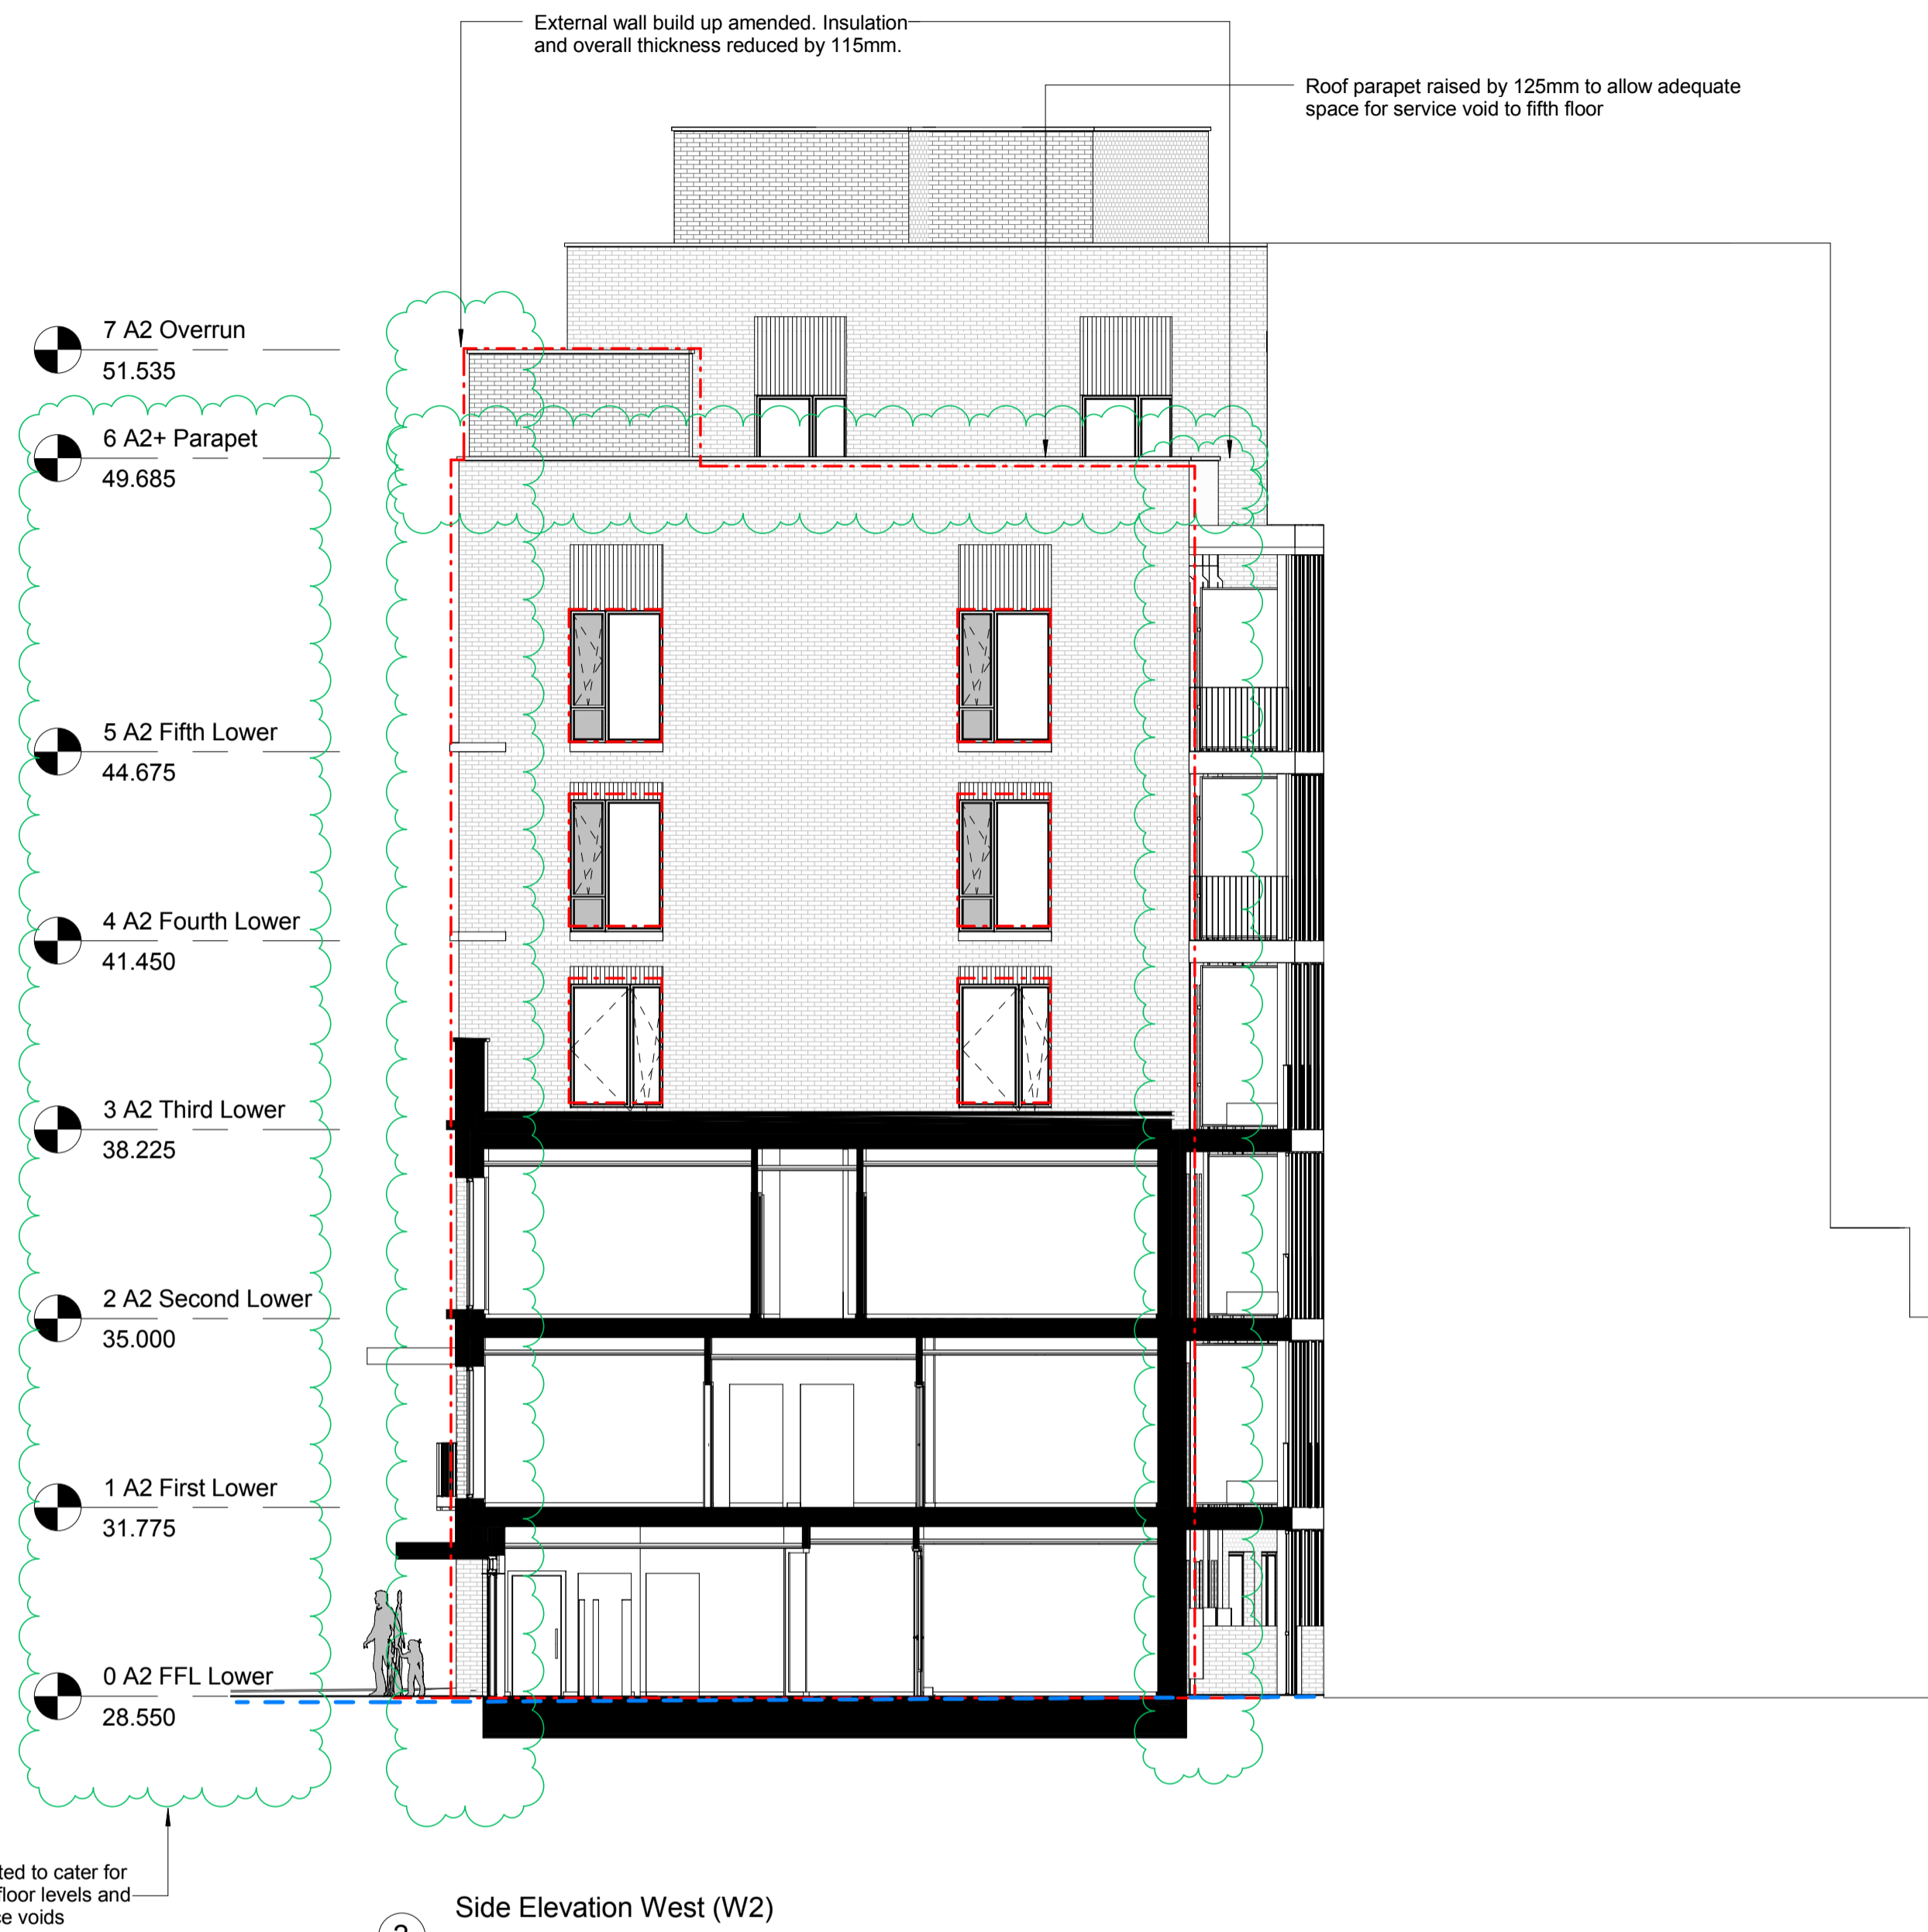 External wall build up amended. Insulation
and overall thickness reduced by 115mm.
Roof parapet raised by 125mm to allow adequate
space for service void to fifth floor
7 A2 Overrun
51.535
6 A2+ Parapet
49.685
5 A2 Fifth Lower
44.675
4 A2 Fourth Lower
41.450
3 A2 Third Lower
38.225
2 A2 Second Lower
35.000
1 A2 First Lower
31.775
0 A2 FFL Lower
28.550
to cater for
floor levels and
voids
Side Elevation West (W2)